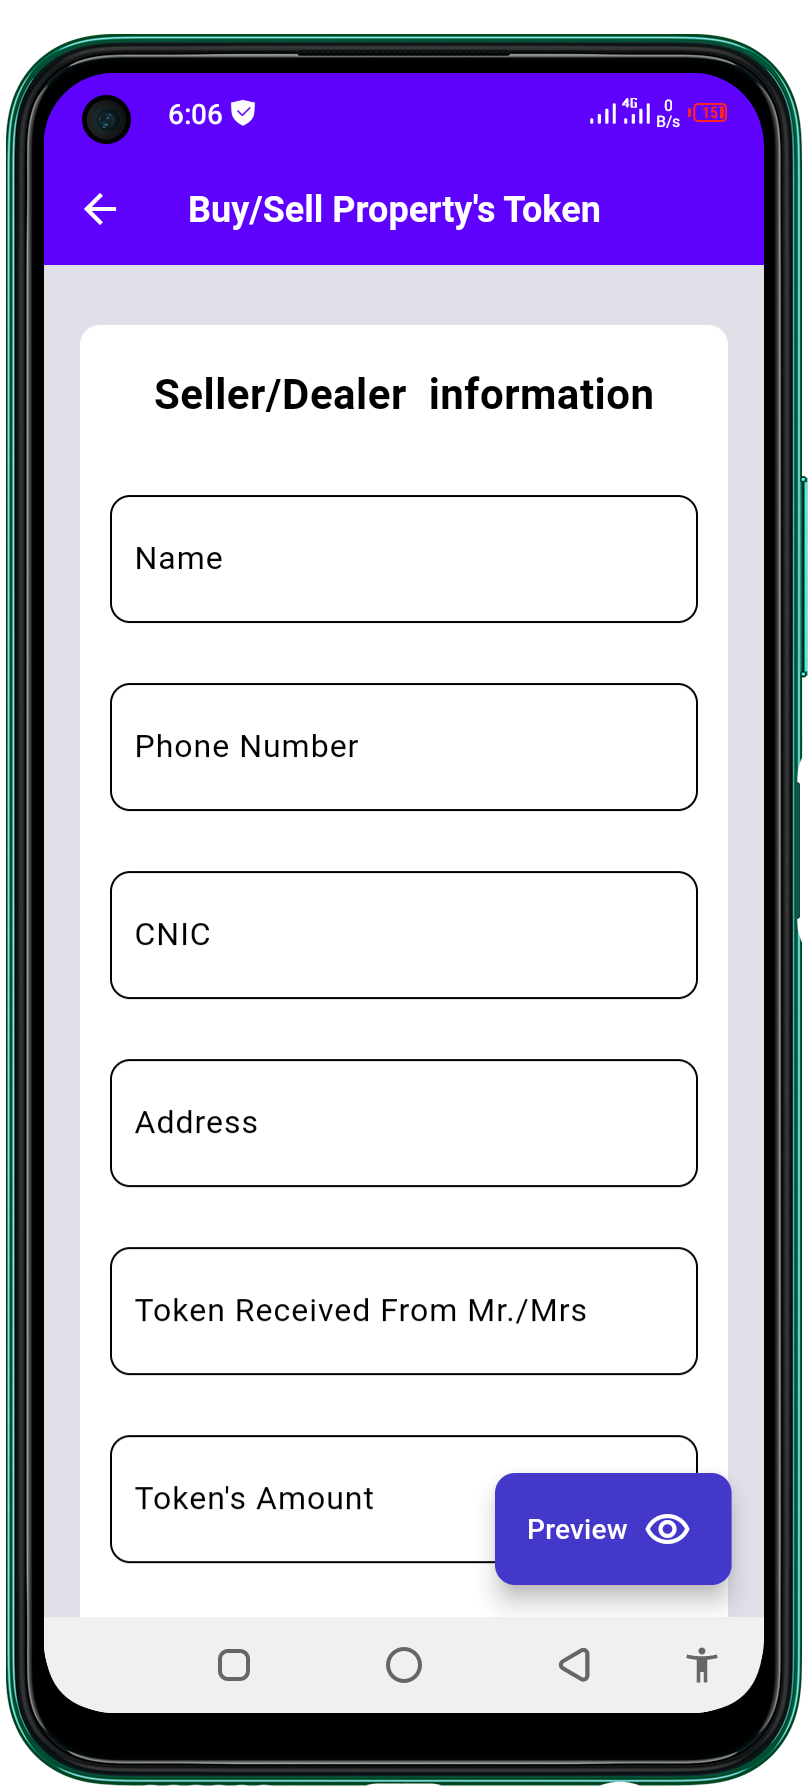 6:06 4G 0 B/s 15
Buy/Sell Property's Token
Seller/Dealer information
Name
Phone Number
CNIC
Address
Token Received From Mr./Mrs
Token's Amount
Preview